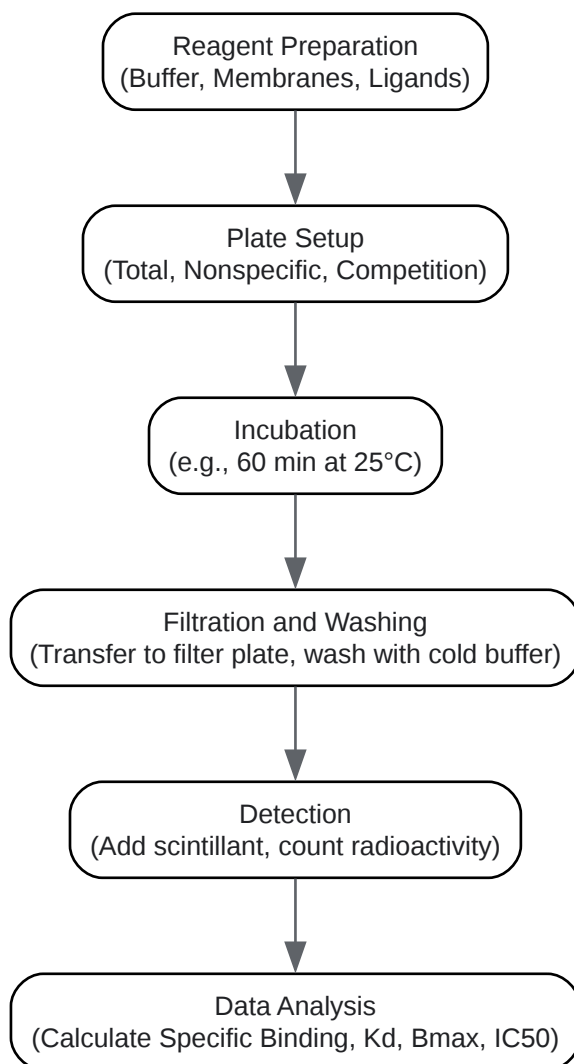 Reagent Preparation
(Buffer, Membranes, Ligands)
Plate Setup
(Total, Nonspecific, Competition)
Incubation
(e.g., 60 min at 25°C)
Filtration and Washing
(Transfer to filter plate, wash with cold buffer)
Detection
(Add scintillant, count radioactivity)
Data Analysis
(Calculate Specific Binding, Kd, Bmax, IC50)